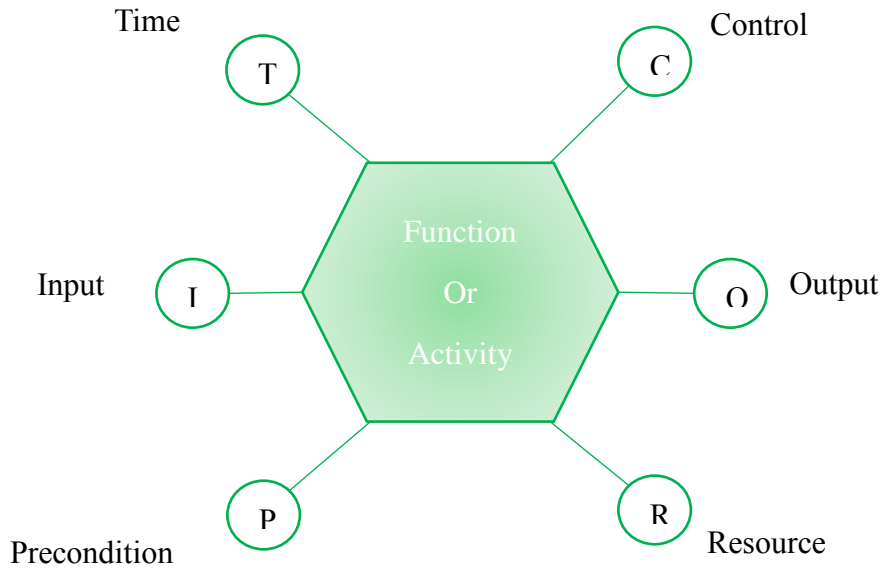 Time
Control
T
C
Function
Input
I
Or
O
Output
Activity
P
R
Precondition
Resource